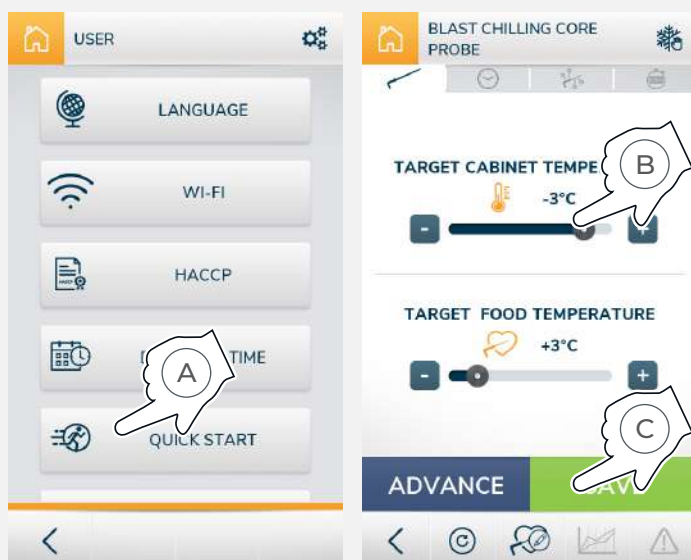 USER
LANGUAGE
WI-FI
HACCP
HACCP
TIME
QUICK START
A
BLAST CHILLING CORE
PROBE
TARGET CABINET TEMPE
B
-3°C
-
+
TARGET FOOD TEMPERATURE
+3°C
-
+
C
ADVANCE